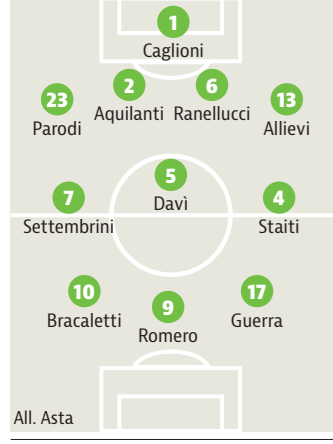 1
Caglioni
2
6
23
13
Aquilanti Ranellucci
Parodi
Allievi
5
7
Davì
4
Settembrini
Staiti
10
17
9
Bracaletti
Guerra
Romero
All. Asta